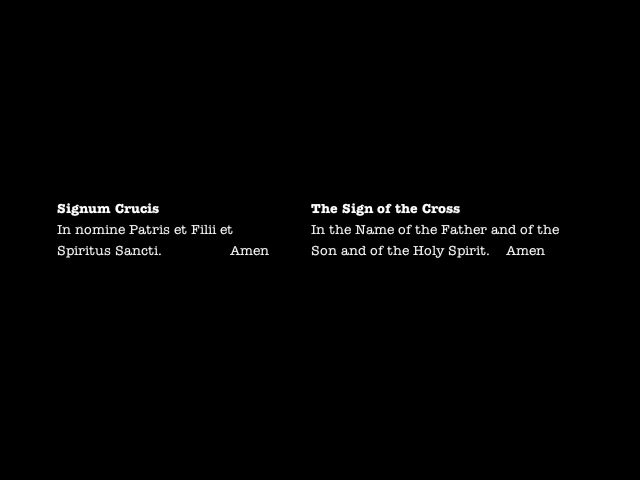 Signum Crucis
In nomine Patris et Filii et
Spiritus Sancti. Amen
The Sign of the Cross
In the Name of the Father and of the
Son and of the Holy Spirit. Amen